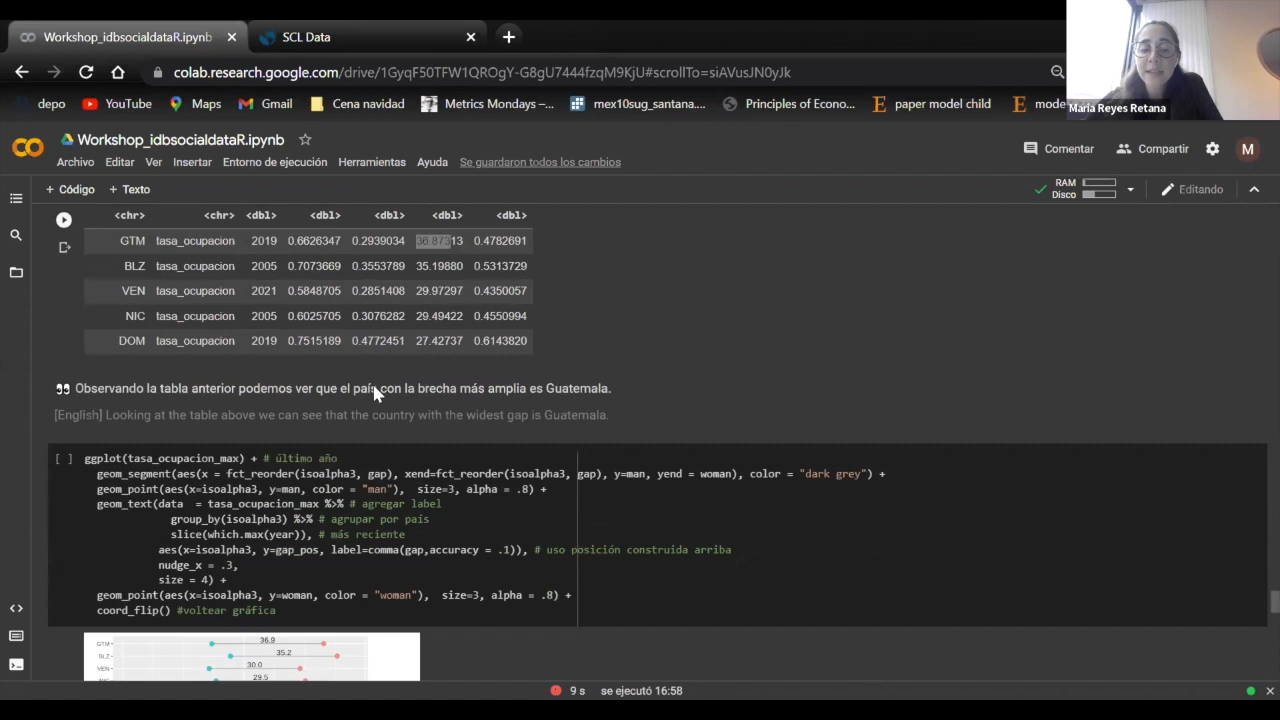 Workshop_idbsocialdataR.ipynb
SCL Data
colab.research.google.com/drive/1GyqF50TFW1QROgY-G8gU7444fzqM9KjU#scrollTo=siAVusJN0yJk
depo YouTube Maps Gmail Cena navidad Metrics Mondays –... mex10sug_santana.... Principles of Econo... paper model child mode
María Reyes Retana
Workshop_idbsocialdataR.ipynb
Comentar Compartir M
Archivo Editar Ver Insertar Entorno de ejecución Herramientas Ayuda Se guardaron todos los cambios
+ Código + Texto
RAM
Disco
Editando
<chr> <chr> <dbl> <dbl> <dbl> <dbl> <dbl>
GTM tasa_ocupacion 2019 0.6626347 0.2939034 36.87313 0.4782691
BLZ tasa_ocupacion 2005 0.7073669 0.3553789 35.19880 0.5313729
VEN tasa_ocupacion 2021 0.5848705 0.2851408 29.97297 0.4350057
NIC tasa_ocupacion 2005 0.6025705 0.3076282 29.49422 0.4550994
DOM tasa_ocupacion 2019 0.7515189 0.4772451 27.42737 0.6143820
Observando la tabla anterior podemos ver que el país con la brecha más amplia es Guatemala.
[English] Looking at the table above we can see that the country with the widest gap is Guatemala.
[ ] ggplot(tasa_ocupacion_max) + # último año
geom_segment(aes(x = fct_reorder(isoalpha3, gap), xend=fct_reorder(isoalpha3, gap), y=man, yend = woman), color = "dark grey") +
geom_point(aes(x=isoalpha3, y=man, color = "man"), size=3, alpha = .8) +
geom_text(data = tasa_ocupacion_max %>% # agregar label
group_by(isoalpha3) %>% # agrupar por país
slice(which.max(year)), # más reciente
aes(x=isoalpha3, y=gap_pos, label=comma(gap,accuracy = .1)), # uso posición construida arriba
nudge_x = .3,
size = 4) +
geom_point(aes(x=isoalpha3, y=woman, color = "woman"), size=3, alpha = .8) +
coord_flip() #voltear gráfica
GTM 36.9
BLZ 35.2
VEN 30.0
NIC 29.5
9 s se ejecutó 16:58